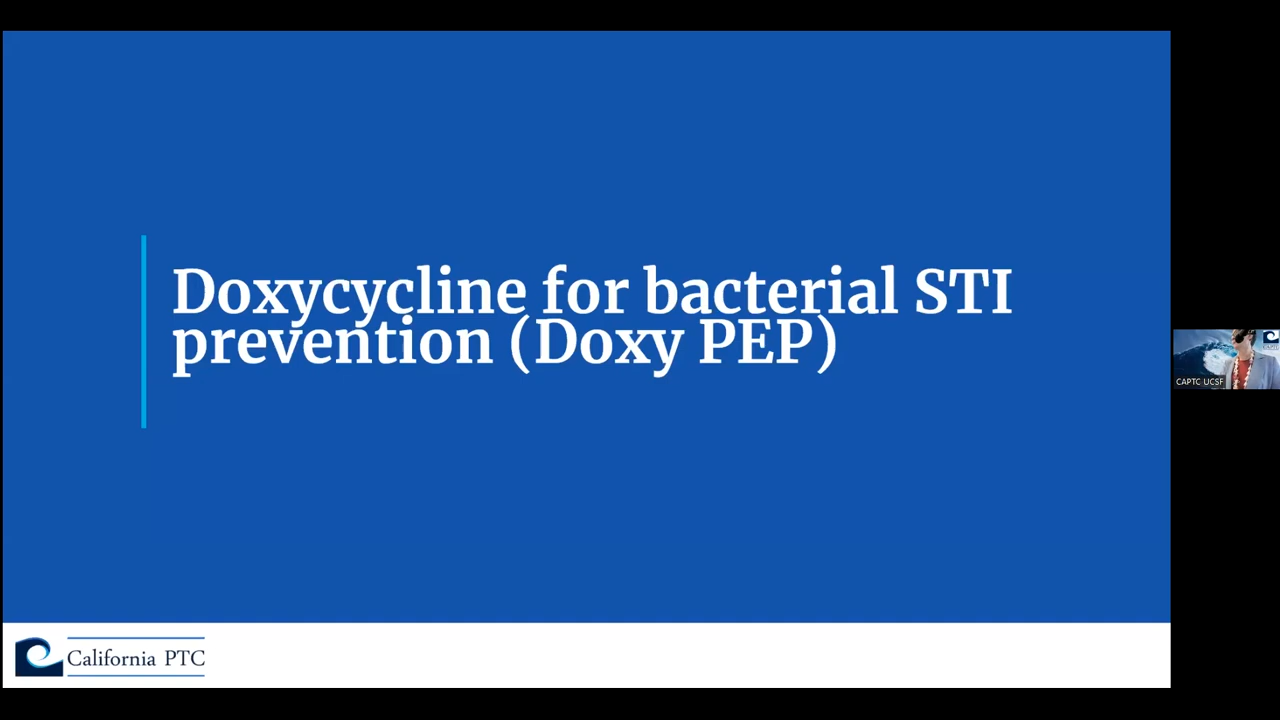 Doxycycline for bacterial STI
prevention (Doxy PEP)
CAPTC UCSF
California PTC